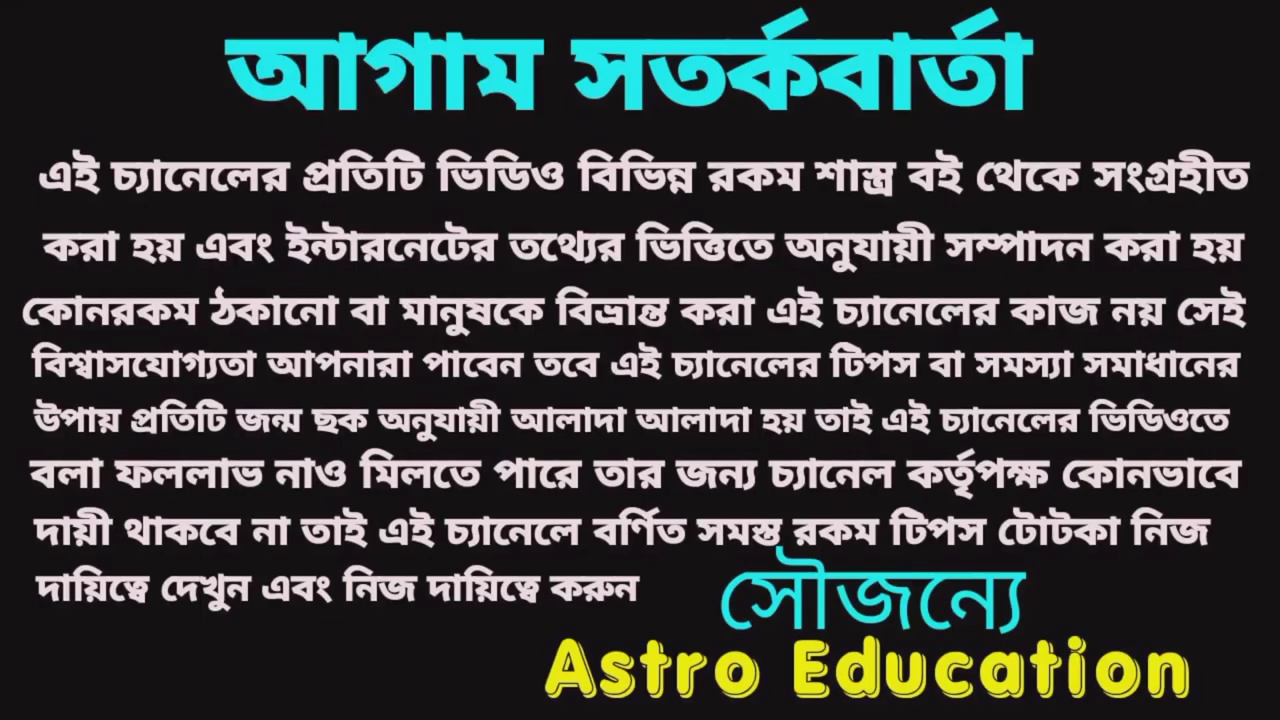 আগাম সতর্কবার্তা
এই চ্যানেলের প্রতিটি ভিডিও বিভিন্ন রকম শাস্ত্র বই থেকে সংগ্রহীত
করা হয় এবং ইন্টারনেটের তথ্যের ভিত্তিতে অনুযায়ী সম্পাদন করা হয়
কোনরকম ঠকানো বা মানুষকে বিভ্রান্ত করা এই চ্যানেলের কাজ নয় সেই
বিশ্বাসযোগ্যতা আপনারা পাবেন তবে এই চ্যানেলের টিপস বা সমস্যা সমাধানের
উপায় প্রতিটি জন্ম ছক অনুযায়ী আলাদা আলাদা হয় তাই এই চ্যানেলের ভিডিওতে
বলা ফললাভ নাও মিলতে পারে তার জন্য চ্যানেল কর্তৃপক্ষ কোনভাবে
দায়ী থাকবে না তাই এই চ্যানেলে বর্ণিত সমস্ত রকম টিপস টোটকা নিজ
দায়িত্বে দেখুন এবং নিজ দায়িত্বে করুন
সৌজন্যে
Astro Education